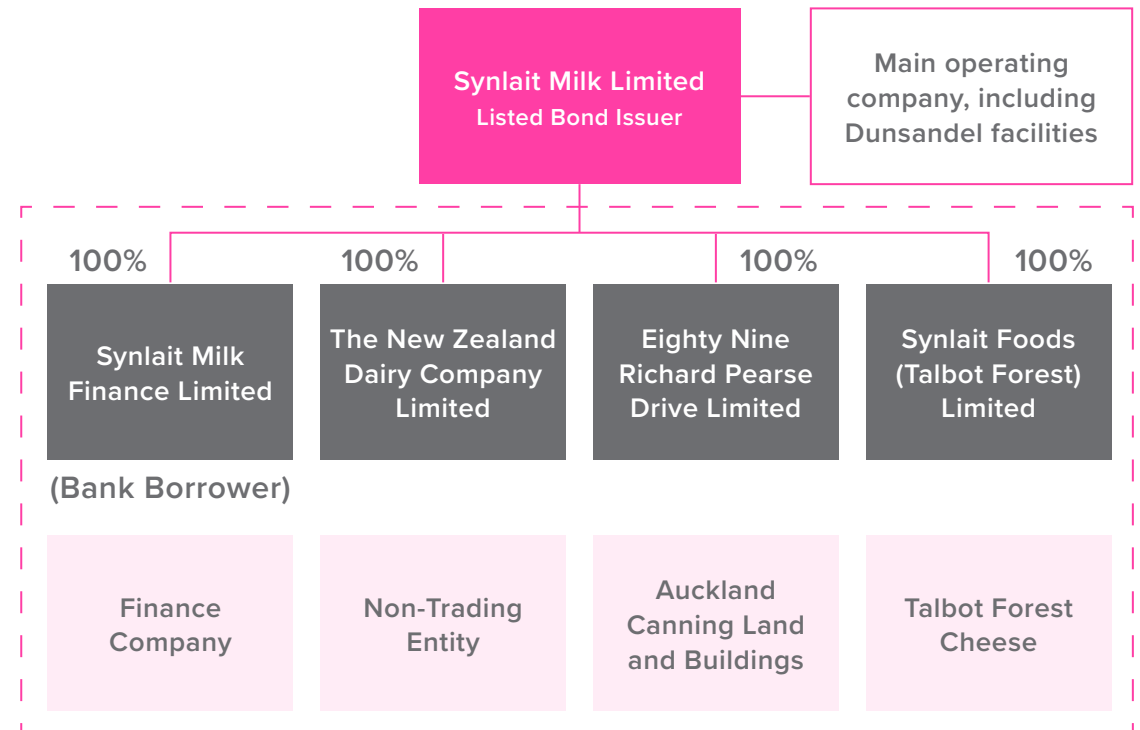 Synlait Milk Limited
Listed Bond Issuer
Main operating
company, including
Dunsandel facilities
100%
100%
100%
100%
Synlait Milk
Finance Limited
The New Zealand
Dairy Company
Limited
Eighty Nine
Richard Pearse
Drive Limited
Synlait Foods
(Talbot Forest)
Limited
(Bank Borrower)
Finance
Company
Non-Trading
Entity
Auckland
Canning Land
and Buildings
Talbot Forest
Cheese